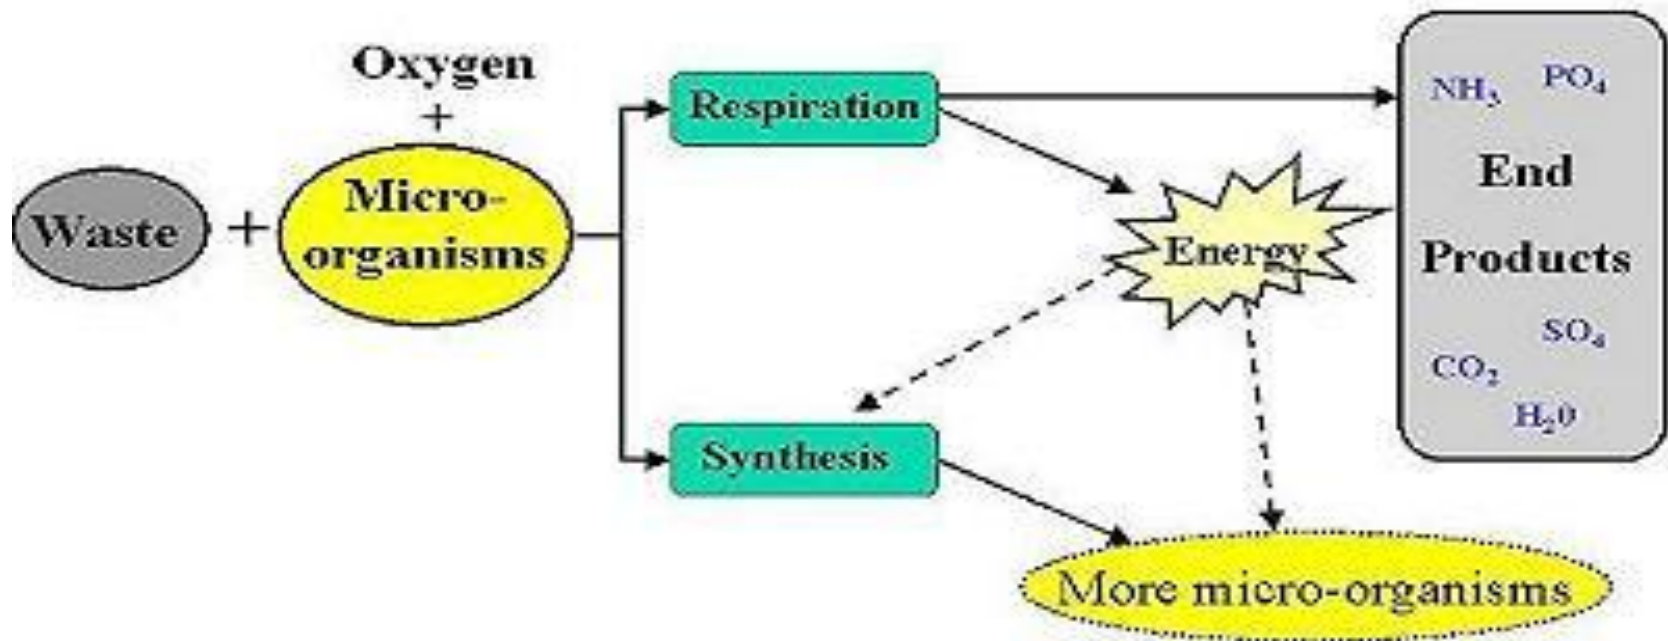 Oxygen
+
Waste
+
Micro-
organisms
Respiration
Energy
Synthesis
More micro-organisms
NH₃
PO₄
End
Products
SO₄
CO₂
H₂0